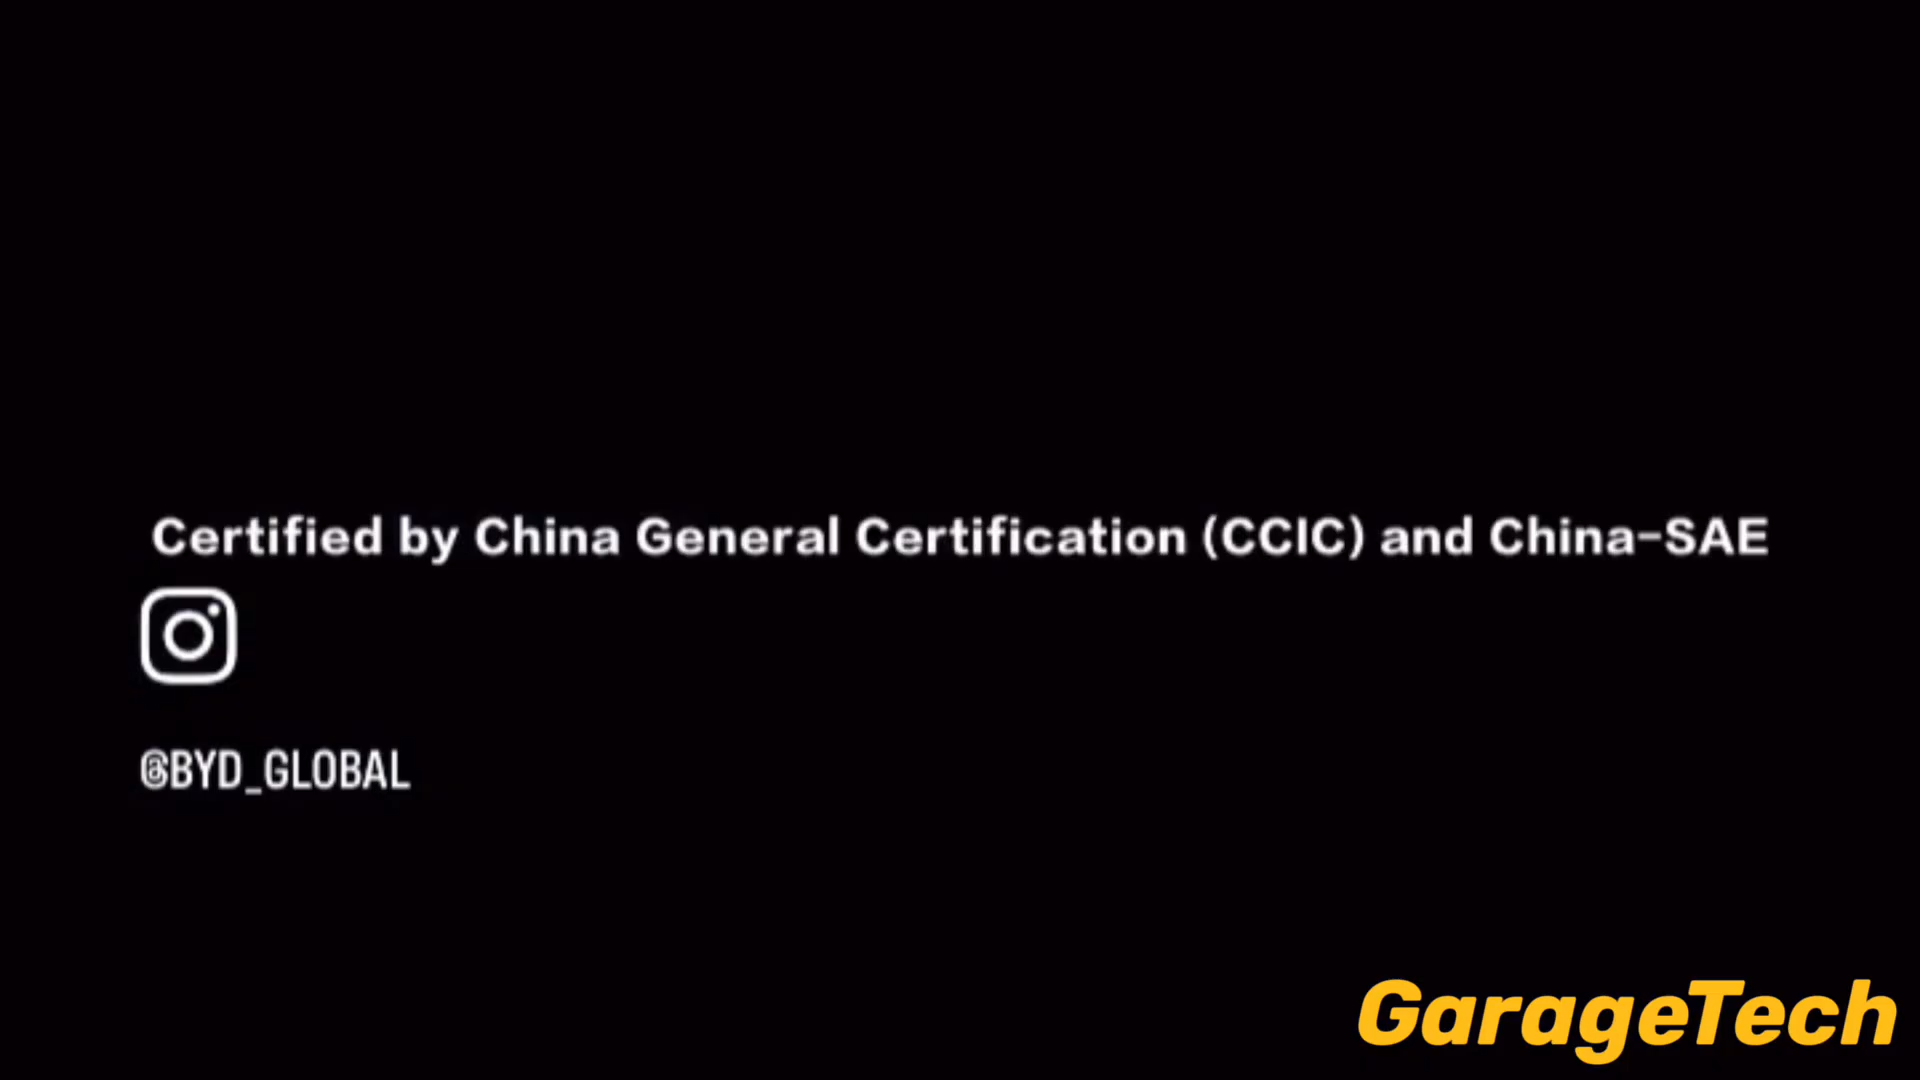 Certified by China General Certification (CCIC) and China-SAE
@BYD_GLOBAL
GarageTech